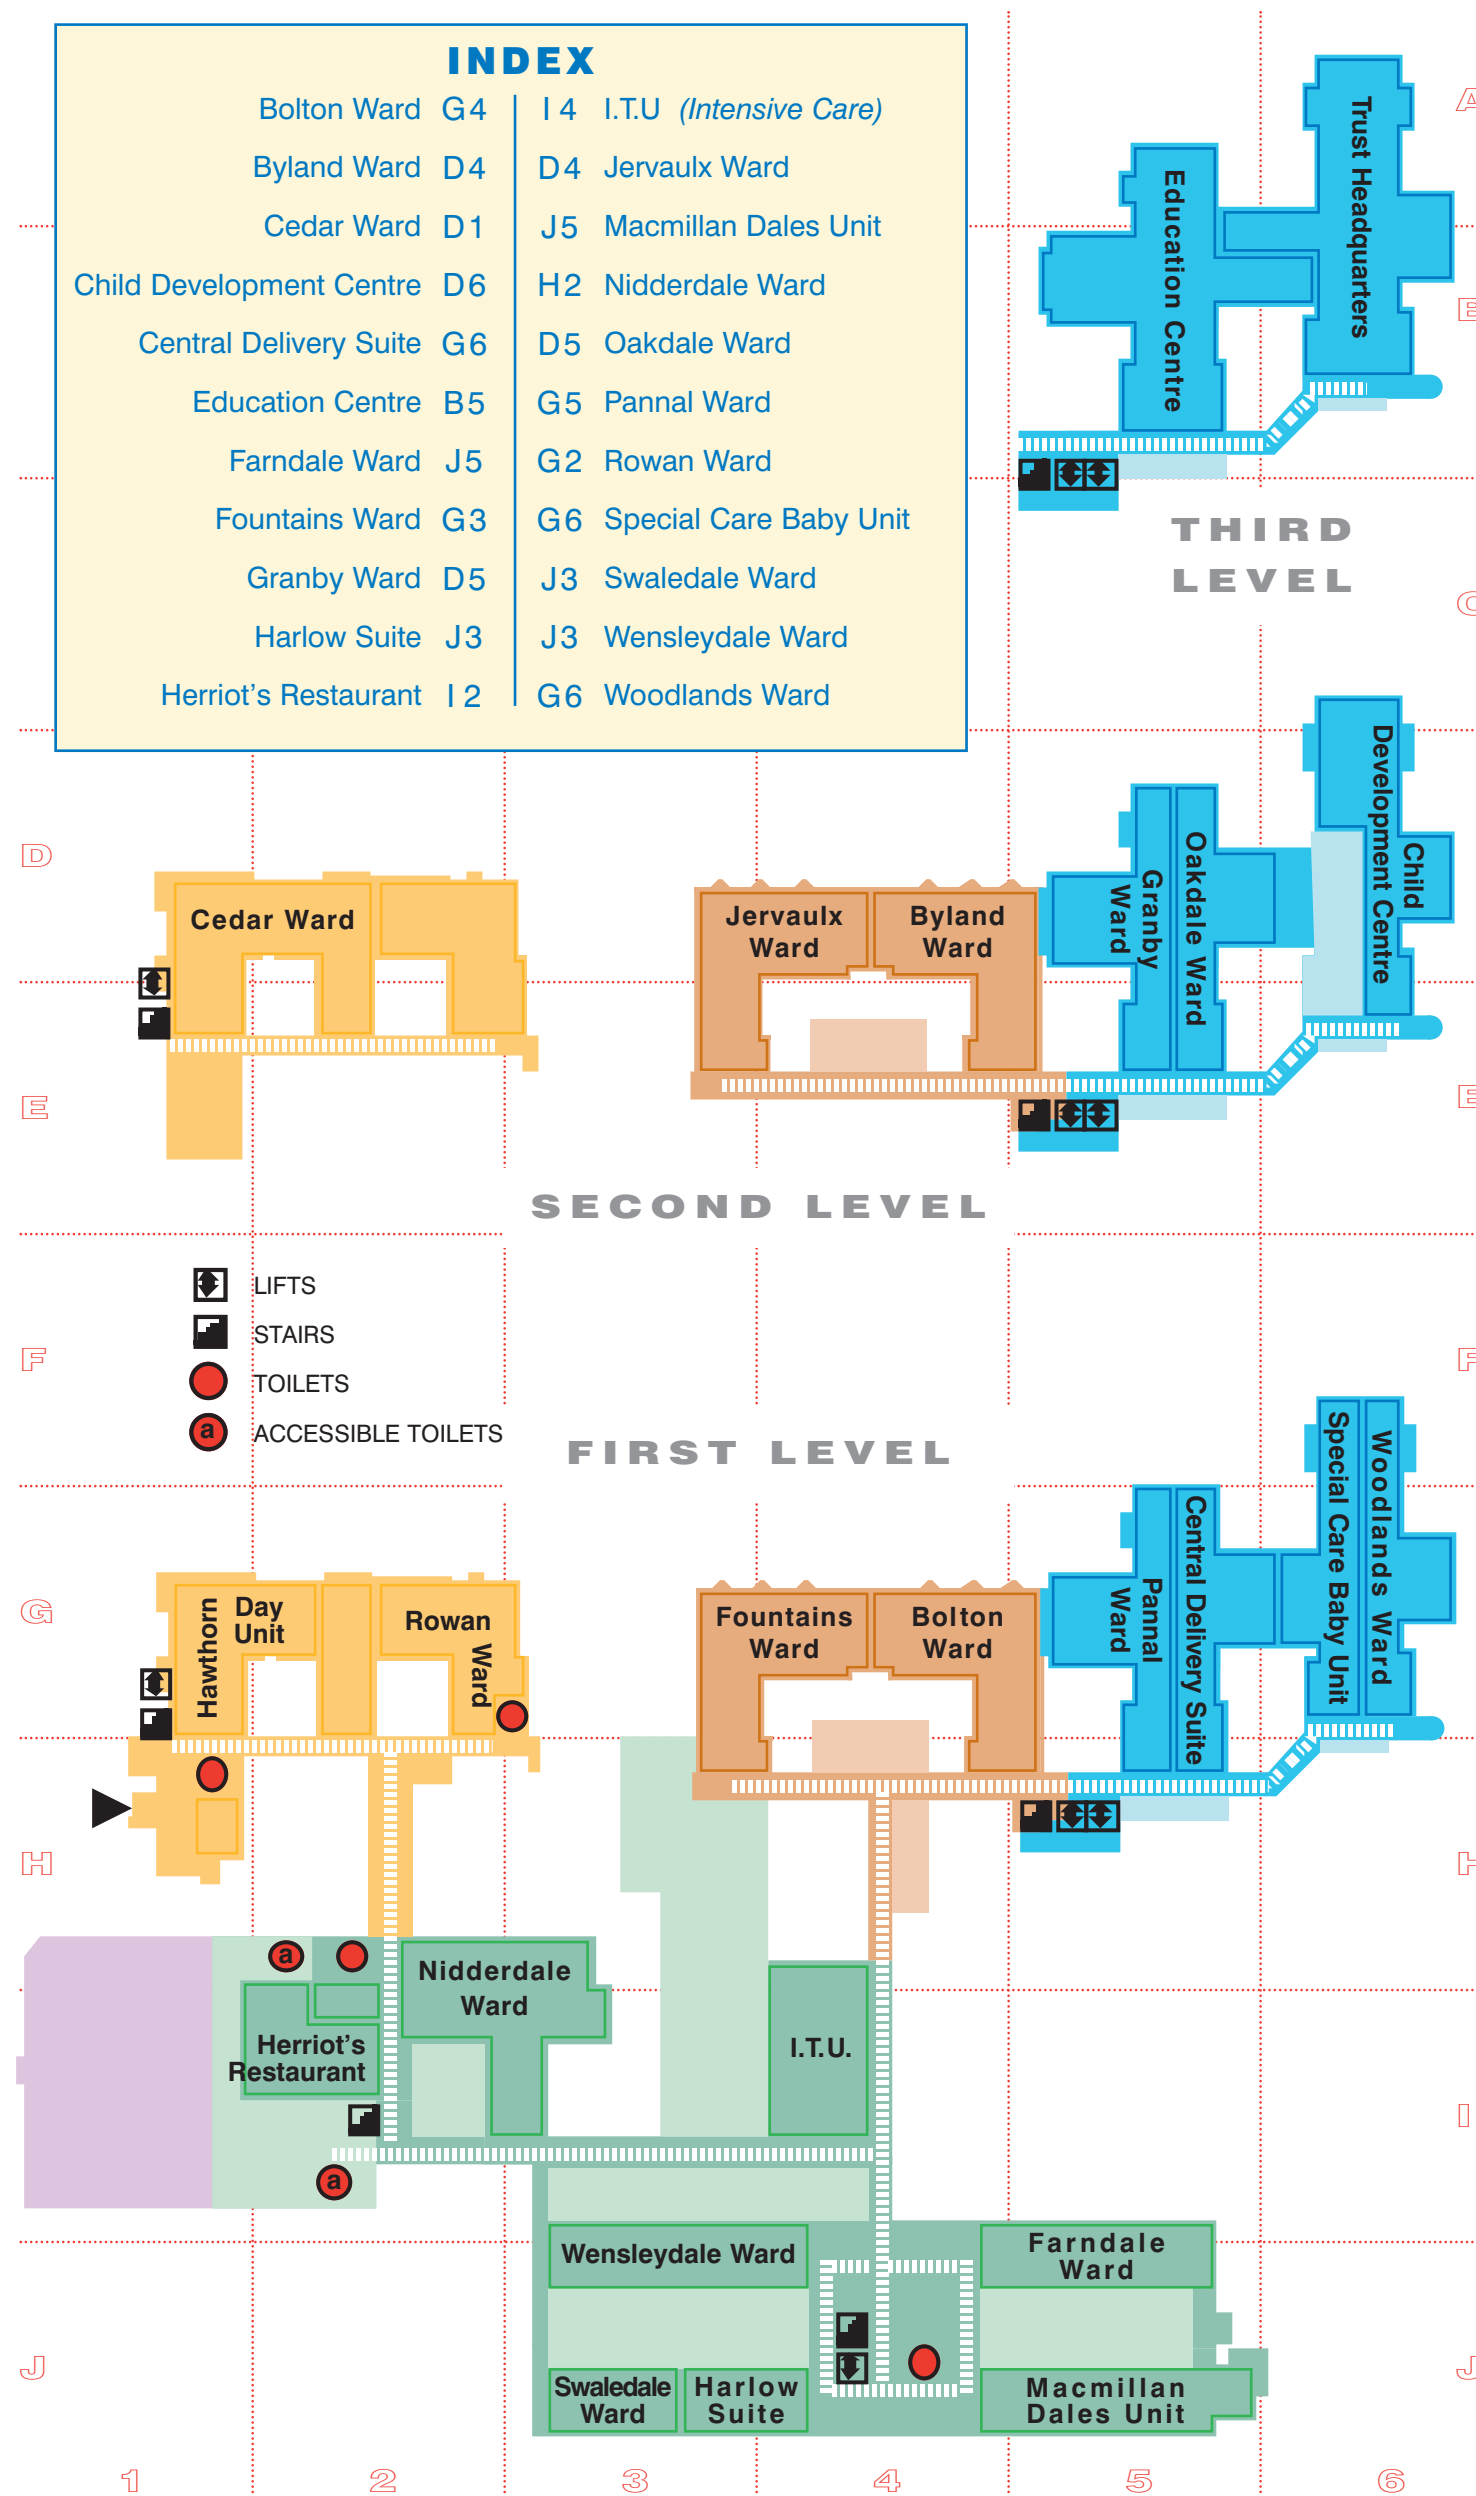 INDEX
Bolton Ward G4
Byland Ward D4
Cedar Ward D1
Child Development Centre D6
Central Delivery Suite G6
Education Centre B5
Farndale Ward J5
Fountains Ward G3
Granby Ward D5
Harlow Suite J3
Herriot's Restaurant I2
I4 I.T.U (Intensive Care)
D4 Jervaulx Ward
J5 Macmillan Dales Unit
H2 Nidderdale Ward
D5 Oakdale Ward
G5 Pannal Ward
G2 Rowan Ward
G6 Special Care Baby Unit
J3 Swaledale Ward
J3 Wensleydale Ward
G6 Woodlands Ward
Education Centre
Trust Headquarters
A
B
C
THIRD
LEVEL
D
Cedar Ward
Jervaulx
Ward
Byland
Ward
Granby
Ward
Oakdale Ward
Child
Development Centre
E
E
SECOND LEVEL
LIFTS
STAIRS
TOILETS
a
ACCESSIBLE TOILETS
F
F
FIRST LEVEL
G
Hawthorn
Day
Unit
Rowan
Ward
Fountains
Ward
Bolton
Ward
Pannal
Ward
Central Delivery Suite
Special Care Baby Unit
Woodlands Ward
H
H
a
Nidderdale
Ward
Herriot's
Restaurant
I.T.U.
I
a
Wensleydale Ward
Farndale
Ward
J
J
Swaledale
Ward
Harlow
Suite
Macmillan
Dales Unit
1
2
3
4
5
6